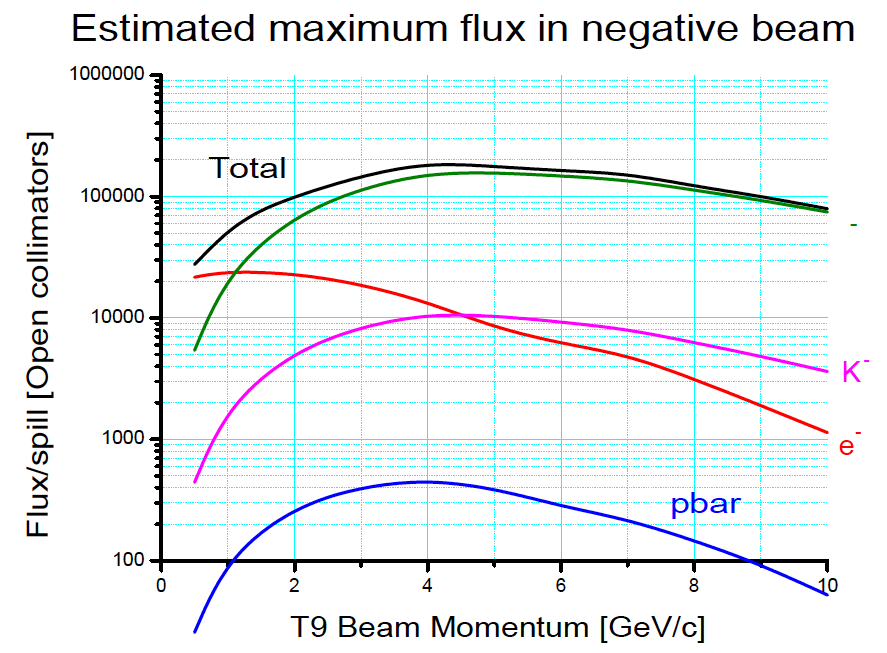 Estimated maximum flux in negative beam
1000000
Total
100000
-
10000
K-
1000
e-
pbar
100
0 2 4 6 8 10
T9 Beam Momentum [GeV/c]
Flux/spill [Open collimators]